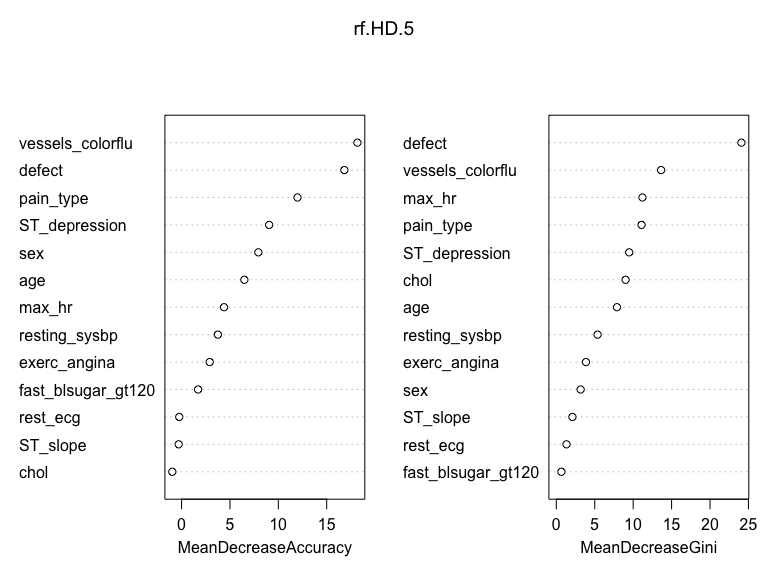 rf.HD.5
vessels_colorflu
defect
pain_type
ST_depression
sex
age
max_hr
resting_sysbp
exerc_angina
fast_blsugar_gt120
rest_ecg
ST_slope
chol
0 5 10 15
MeanDecreaseAccuracy
defect
vessels_colorflu
max_hr
pain_type
ST_depression
chol
age
resting_sysbp
exerc_angina
sex
ST_slope
rest_ecg
fast_blsugar_gt120
0 5 10 15 20 25
MeanDecreaseGini